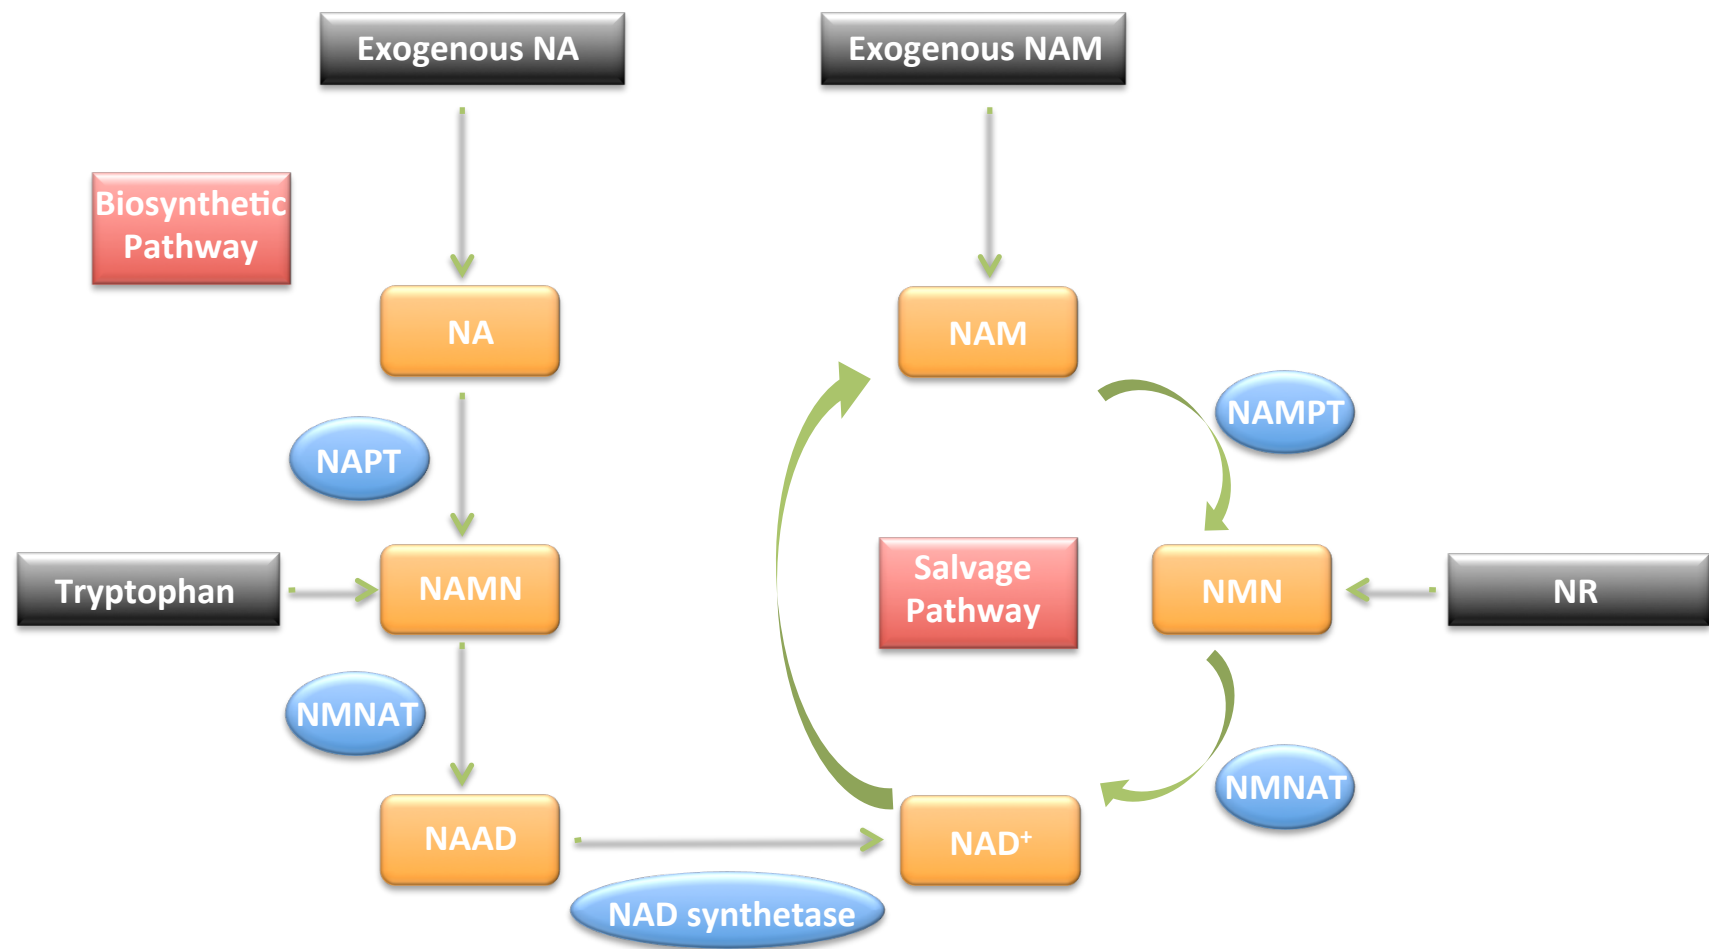 Exogenous NA
Exogenous NAM
Biosynthetic
Pathway
NA
NAM
NAPT
NAMPT
Tryptophan
NAMN
Salvage
Pathway
NMN
NR
NMNAT
NMNAT
NAAD
NAD⁺
NAD synthetase